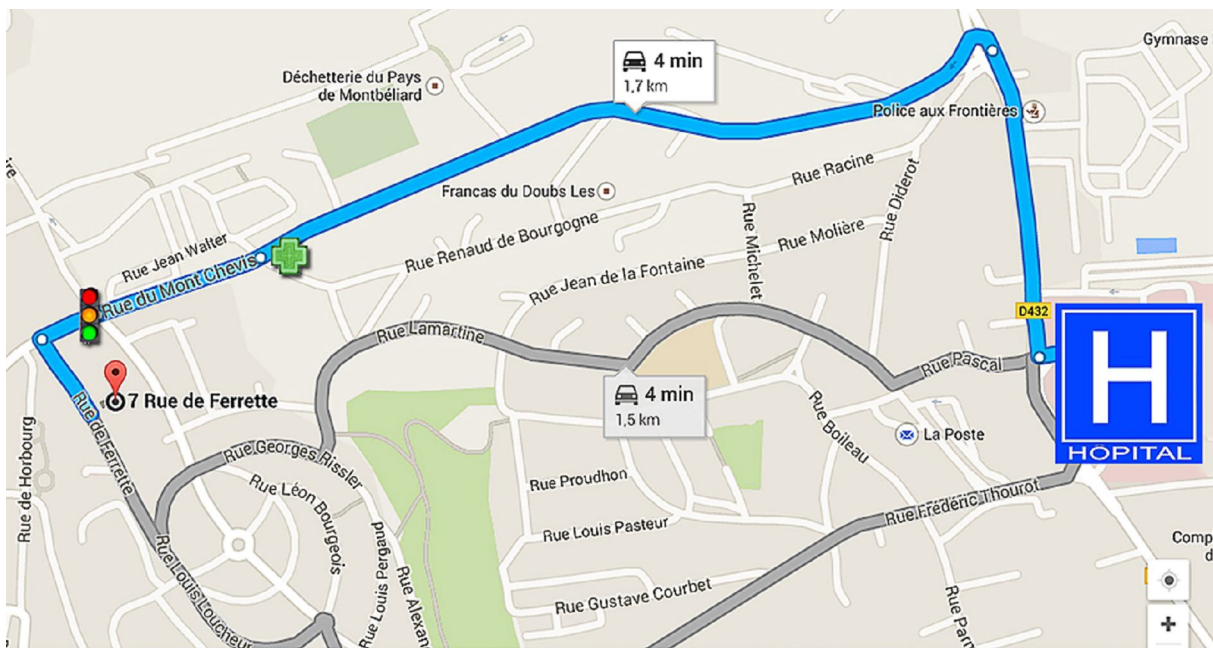 Gymnase
4 min
1,7 km
Déchetterie du Pays
de Montbéliard
Police aux Frontières
Francas du Doubs Les
Rue Racine
Rue Diderot
Rue Michelet
Rue Molière
Rue Renaud de Bourgogne
Rue Jean Walter
Rue du Mont Chevis
Rue Jean de la Fontaine
D432
H
HÔPITAL
Rue Lamartine
Rue Pascal
4 min
1,5 km
7 Rue de Ferrette
Rue de Ferrette
Rue de Horbourg
Rue Boileau
La Poste
Rue Georges Rissler
Rue Léon Bourgeois
Rue Proudhon
Rue Louis Pasteur
Rue Frédéric Thourot
Rue Louis Loucheur
Rue Louis Pergaud
Rue Gustave Courbet
Comp
d
+